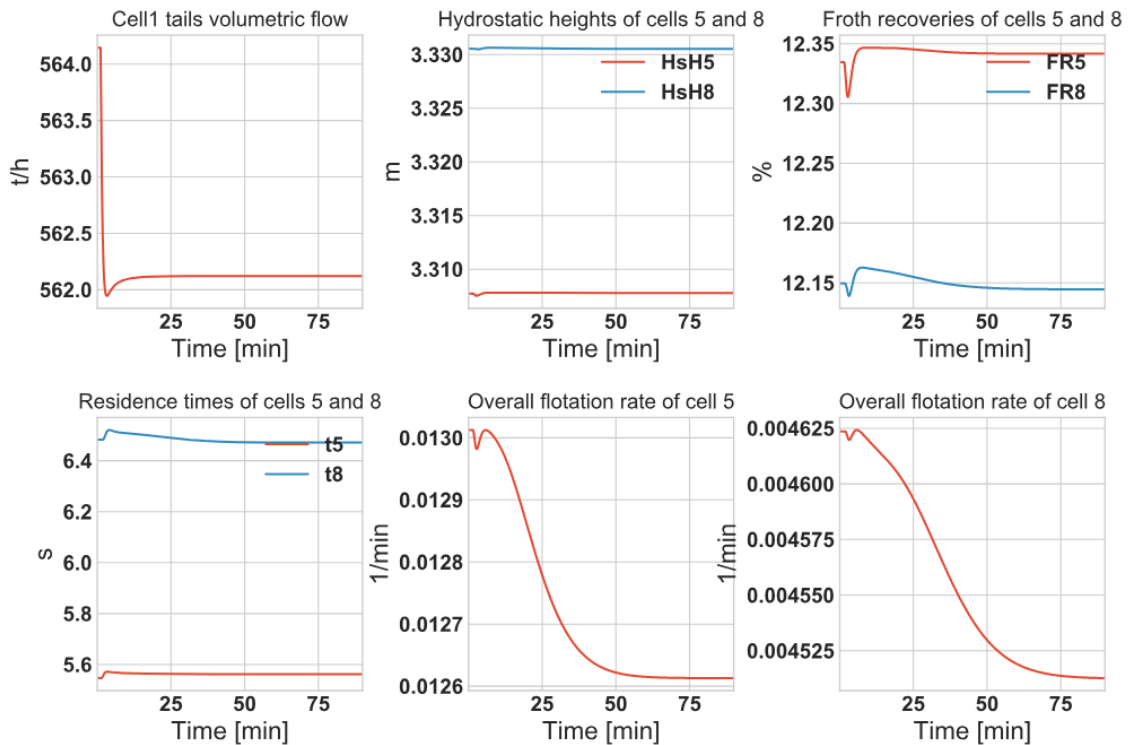 Cell1 tails volumetric flow
t/h
564.0
563.5
563.0
562.5
562.0
25 50 75
Time [min]
Hydrostatic heights of cells 5 and 8
m
3.330
3.325
3.320
3.315
3.310
HsH5
HsH8
25 50 75
Time [min]
Froth recoveries of cells 5 and 8
%
12.35
12.30
12.25
12.20
12.15
FR5
FR8
25 50 75
Time [min]
Residence times of cells 5 and 8
s
6.4
6.2
6.0
5.8
5.6
t5
t8
25 50 75
Time [min]
Overall flotation rate of cell 5
1/min
0.0130
0.0129
0.0128
0.0127
0.0126
25 50 75
Time [min]
Overall flotation rate of cell 8
1/min
0.004625
0.004600
0.004575
0.004550
0.004525
25 50 75
Time [min]